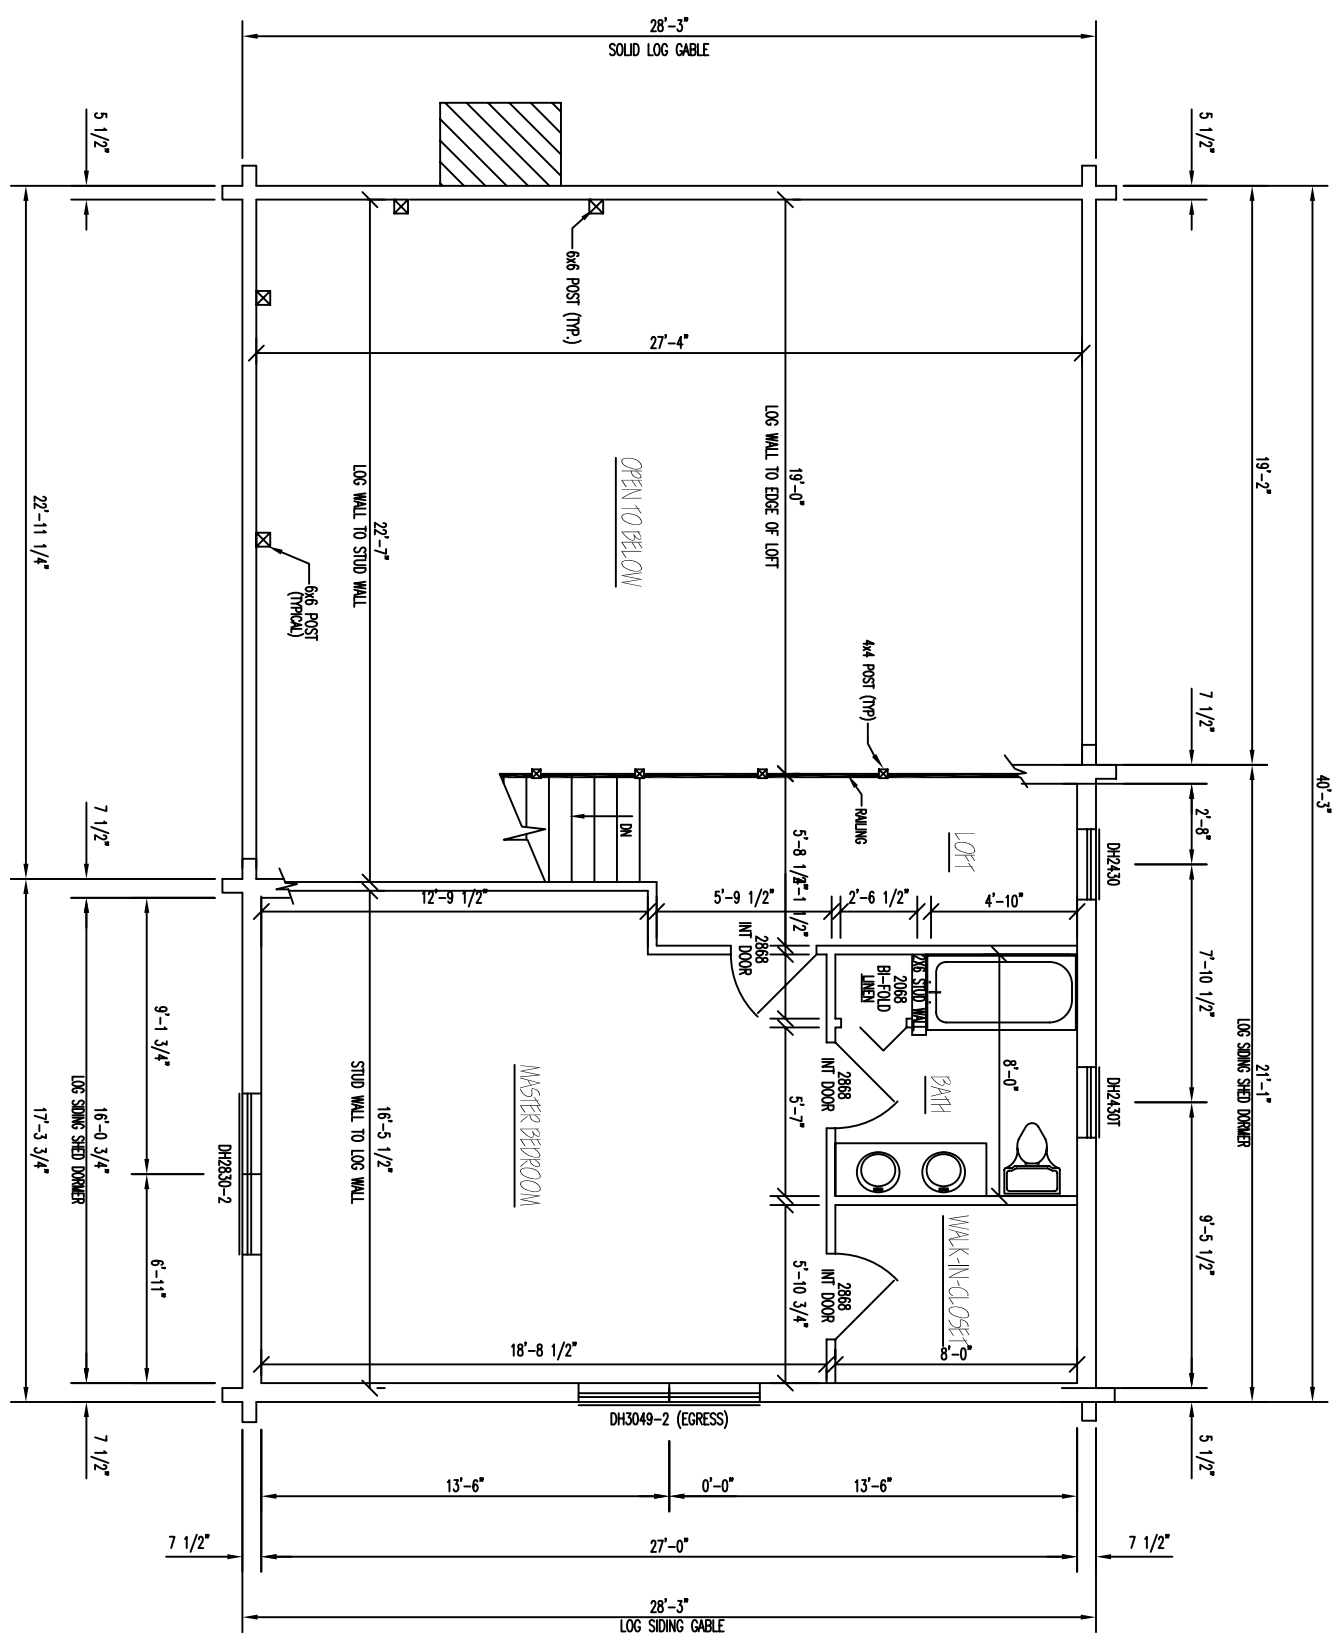 28'-3"
SOLID LOG GABLE
5 1/2"
5 1/2"
6x6 POST (TYP.)
27'-4"
19'-2"
40'-3"
LOG WALL TO EDGE OF LOFT
19'-0"
OPEN TO BELOW
22'-7"
LOG WALL TO STUD WALL
22'-11 1/4"
6x6 POST
(TYPICAL)
4x4 POST (TYP)
7 1/2"
RAILING
DN
LOFT
DH2430
2'-8"
7 1/2"
5'-8 1/2"
12'-9 1/2"
5'-9 1/2"
2'-6 1/2"
4'-10"
2868
INT DOOR
2068
BI-FOLD
LINEN
2X6 STUD WALL
7'-10 1/2"
21'-1"
LOG SIDING SHED DORMER
9'-1 3/4"
8'-0"
BATH
2868
INT DOOR
5'-7"
DH2430T
MASTER BEDROOM
16'-5 1/2"
STUD WALL TO LOG WALL
DH2830-2
16'-0 3/4"
LOG SIDING SHED DORMER
17'-3 3/4"
6'-11"
9'-5 1/2"
WALK-IN-CLOSET
2868
INT DOOR
5'-10 3/4"
18'-8 1/2"
8'-0"
DH3049-2 (EGRESS)
7 1/2"
5 1/2"
13'-6"
0'-0"
13'-6"
7 1/2"
27'-0"
7 1/2"
28'-3"
LOG SIDING GABLE